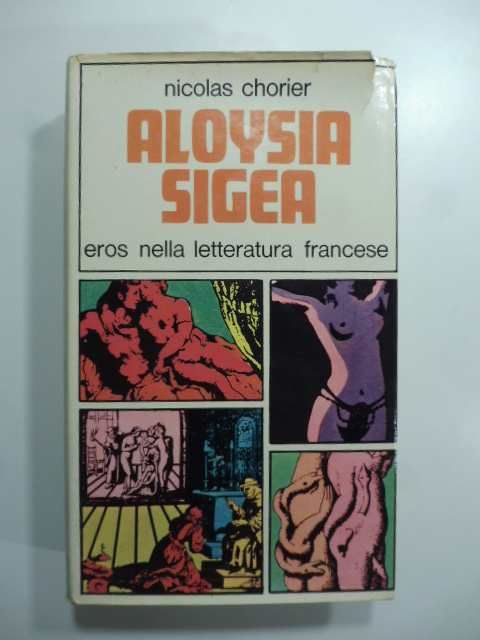 nicolas chorier
ALOYSIA
SIGEA
eros nella letteratura francese